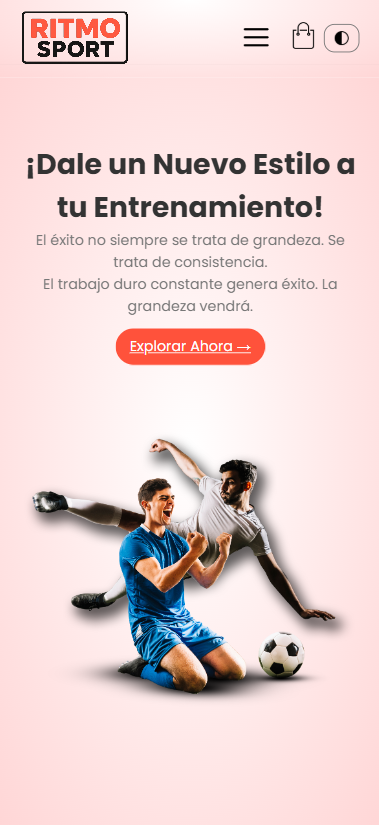 RITMO
SPORT
¡Dale un Nuevo Estilo a
tu Entrenamiento!
El éxito no siempre se trata de grandeza. Se
trata de consistencia.
El trabajo duro constante genera éxito. La
grandeza vendrá.
Explorar Ahora →